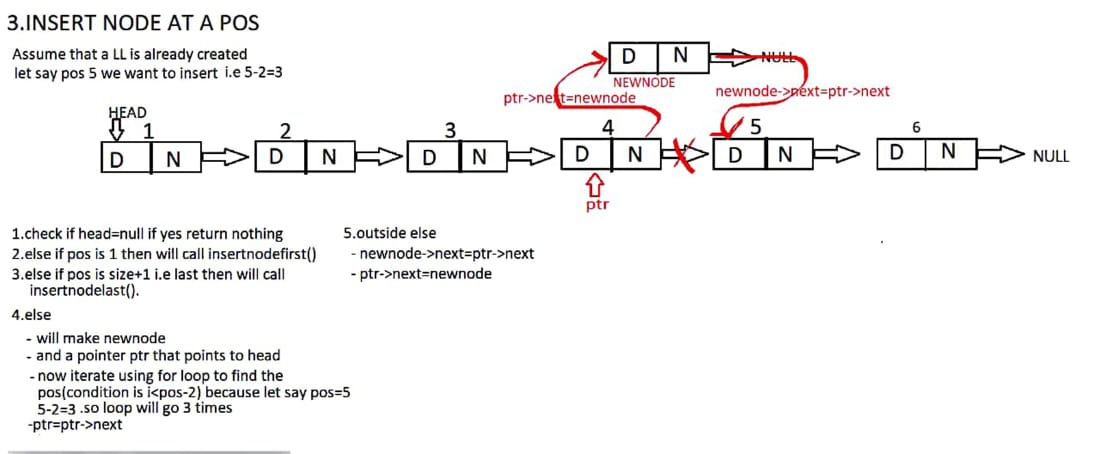 3.INSERT NODE AT A POS
Assume that a LL is already created
let say pos 5 we want to insert i.e 5-2=3
D N NULL
NEWNODE
ptr->next=newnode
newnode->next=ptr->next
HEAD
1 2 3 4 5 6
D N D N D N D N D N D N NULL
ptr
1.check if head=null if yes return nothing
2.else if pos is 1 then will call insertnodefirst()
3.else if pos is size+1 i.e last then will call
insertnodelast().
4.else
- will make newnode
- and a pointer ptr that points to head
- now iterate using for loop to find the
pos(condition is i<pos-2) because let say pos=5
5-2=3 .so loop will go 3 times
-ptr=ptr->next
5.outside else
- newnode->next=ptr->next
- ptr->next=newnode